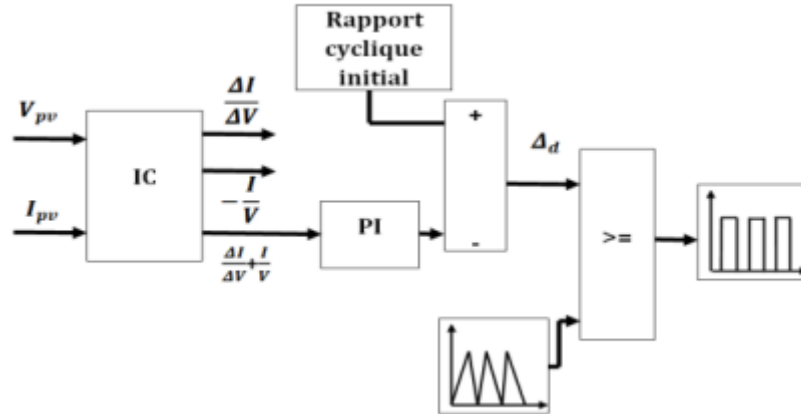 Rapport
cyclique
initial
V_pv
ΔI
ΔV
+
Δ_d
IC
I_pv
-I
V
PI
>=
-
ΔI/ΔV+I/V